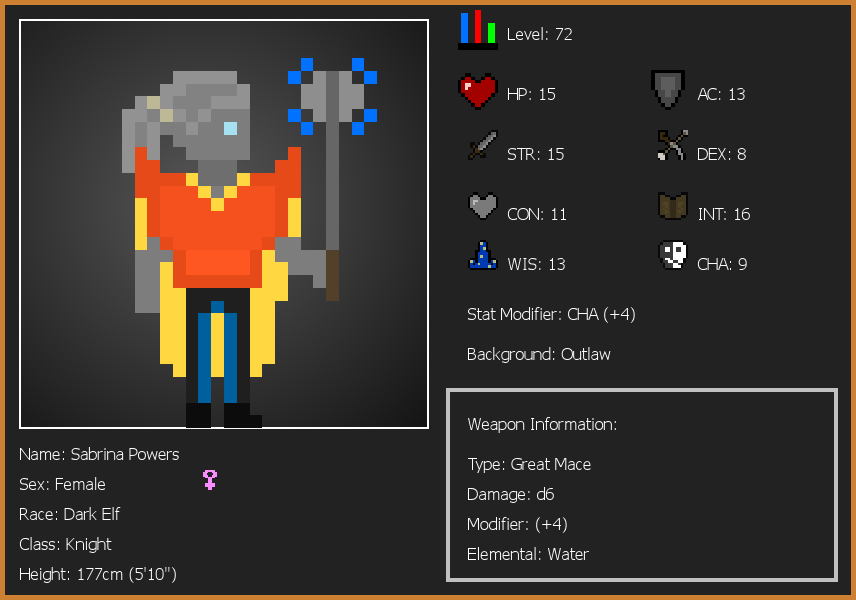 Level: 72
HP: 15
AC: 13
STR: 15
DEX: 8
CON: 11
INT: 16
WIS: 13
CHA: 9
Stat Modifier: CHA (+4)
Background: Outlaw
Weapon Information:
Type: Great Mace
Damage: d6
Modifier: (+4)
Elemental: Water
Name: Sabrina Powers
Sex: Female
Race: Dark Elf
Class: Knight
Height: 177cm (5'10")